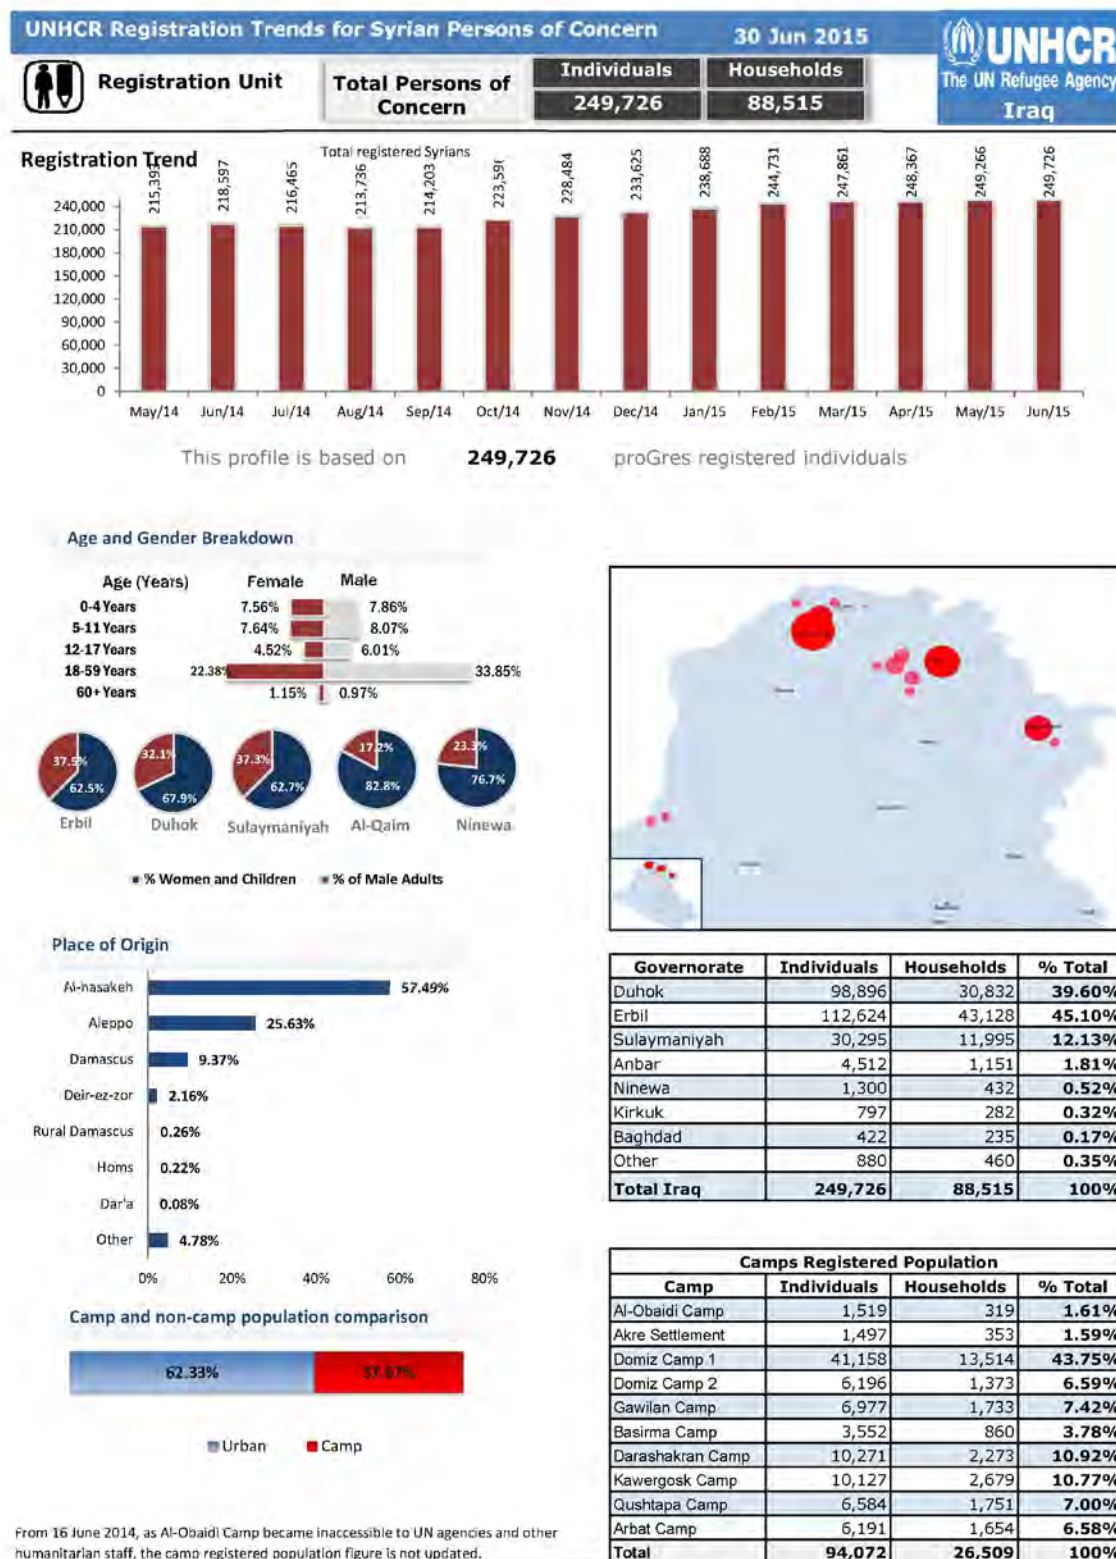 UNHCR Registration Trends for Syrian Persons of Concern
30 Jun 2015
UNHCR
The UN Refugee Agency
Iraq
Registration Unit
Total Persons of Concern
Individuals Households
249,726 88,515
Registration Trend
Total registered Syrians
218,597 216,465 213,736 214,203 228,484 233,625 238,688 244,731 247,861 248,367 249,266 249,726
240,000
210,000
180,000
150,000
120,000
90,000
60,000
30,000
0
May/14 Jun/14 Jul/14 Aug/14 Sep/14 Oct/14 Nov/14 Dec/14 Jan/15 Feb/15 Mar/15 Apr/15 May/15 Jun/15
This profile is based on 249,726 proGres registered individuals
Age and Gender Breakdown
Age (Years) Female Male
0-4 Years 7.56% 7.86%
5-11 Years 7.64% 8.07%
12-17 Years 4.52% 6.01%
18-59 Years 22.38% 33.85%
60+ Years 1.15% 0.97%
37.5% 62.5%
32.1% 67.9%
37.3% 62.7%
17.2% 82.8%
23.3% 76.7%
Erbil Duhok Sulaymaniyah Al-Qaim Ninewa
% Women and Children % of Male Adults
Place of Origin
Al-hasakeh 57.49%
Aleppo 25.63%
Damascus 9.37%
Deir-ez-zor 2.16%
Rural Damascus 0.26%
Homs 0.22%
Dar'a 0.08%
Other 4.78%
0% 20% 40% 60% 80%
Camp and non-camp population comparison
62.33% 37.67%
Urban Camp
From 16 June 2014, as Al-Obaidi Camp became inaccessible to UN agencies and other
humanitarian staff, the camp registered population figure is not updated.
Governorate Individuals Households % Total
Duhok 98,896 30,832 39.60%
Erbil 112,624 43,128 45.10%
Sulaymaniyah 30,295 11,995 12.13%
Anbar 4,512 1,151 1.81%
Ninewa 1,300 432 0.52%
Kirkuk 797 282 0.32%
Baghdad 422 235 0.17%
Other 880 460 0.35%
Total Iraq 249,726 88,515 100%
Camps Registered Population
Camp Individuals Households % Total
Al-Obaidi Camp 1,519 319 1.61%
Akre Settlement 1,497 353 1.59%
Domiz Camp 1 41,158 13,514 43.75%
Domiz Camp 2 6,196 1,373 6.59%
Gawilan Camp 6,977 1,733 7.42%
Basirma Camp 3,552 860 3.78%
Darashakran Camp 10,271 2,273 10.92%
Kawergosk Camp 10,127 2,679 10.77%
Qushtapa Camp 6,584 1,751 7.00%
Arbat Camp 6,191 1,654 6.58%
Total 94,072 26,509 100%